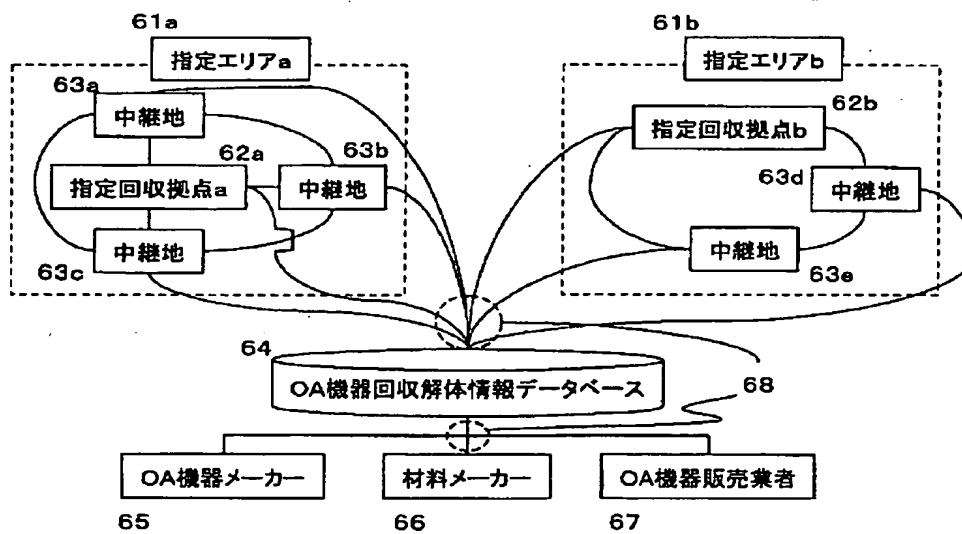 61a
指定エリアa
61b
指定エリアb
63a
中継地
62a
指定回収拠点a
63b
中継地
中継地
63c
62b
指定回収拠点b
63d
中継地
中継地
63e
64
OA機器回収解体情報データベース
68
OA機器メーカー
材料メーカー
OA機器販売業者
65
66
67